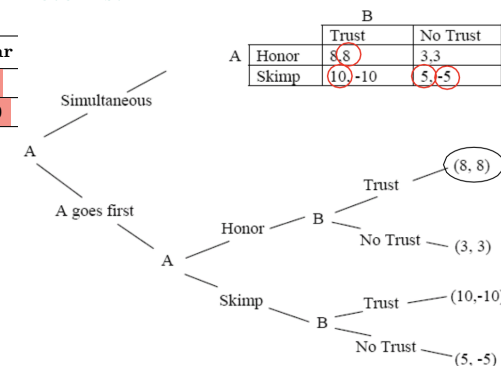 B
Trust No Trust
A Honor 8,8 3,3
Skimp 10, -10 5, -5
ar
)
Simultaneous
A
A goes first
A
Honor
B
Trust
(8, 8)
No Trust
(3, 3)
Skimp
B
Trust
(10,-10)
No Trust
(5, -5)